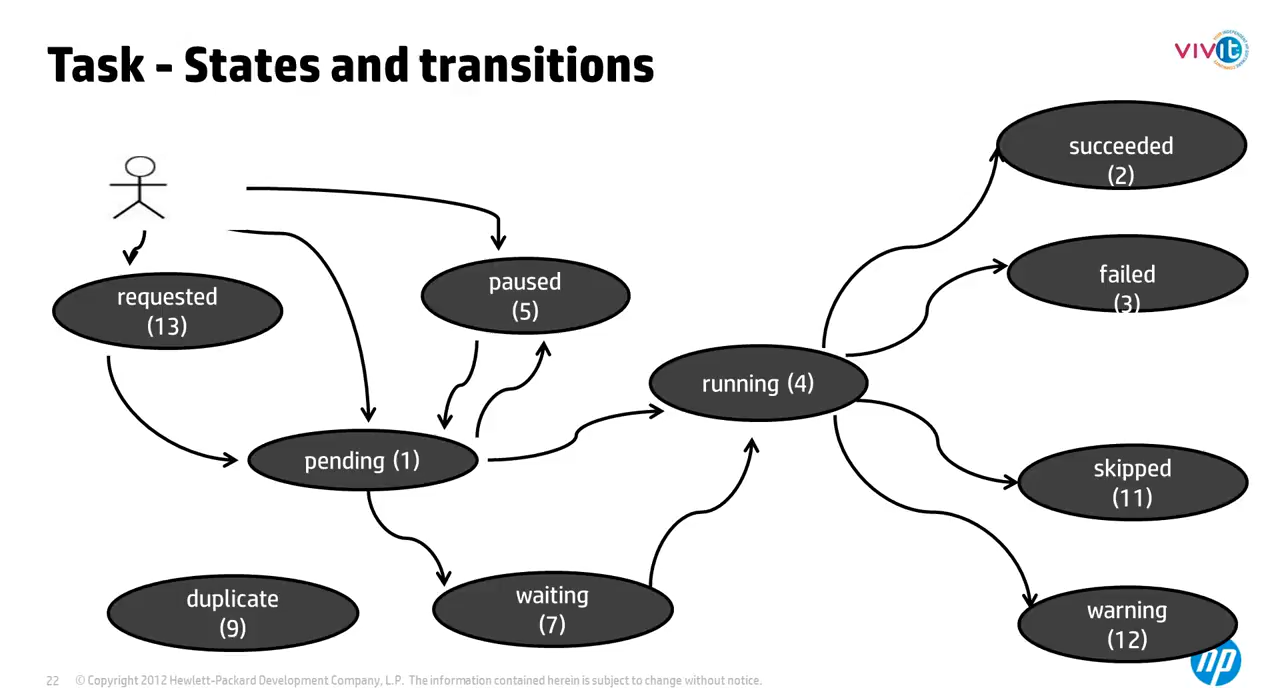 Task - States and transitions
vivit
succeeded
(2)
requested
(13)
paused
(5)
failed
(3)
running (4)
pending (1)
skipped
(11)
duplicate
(9)
waiting
(7)
warning
(12)
hp
22 © Copyright 2012 Hewlett-Packard Development Company, L.P. The information contained herein is subject to change without notice.